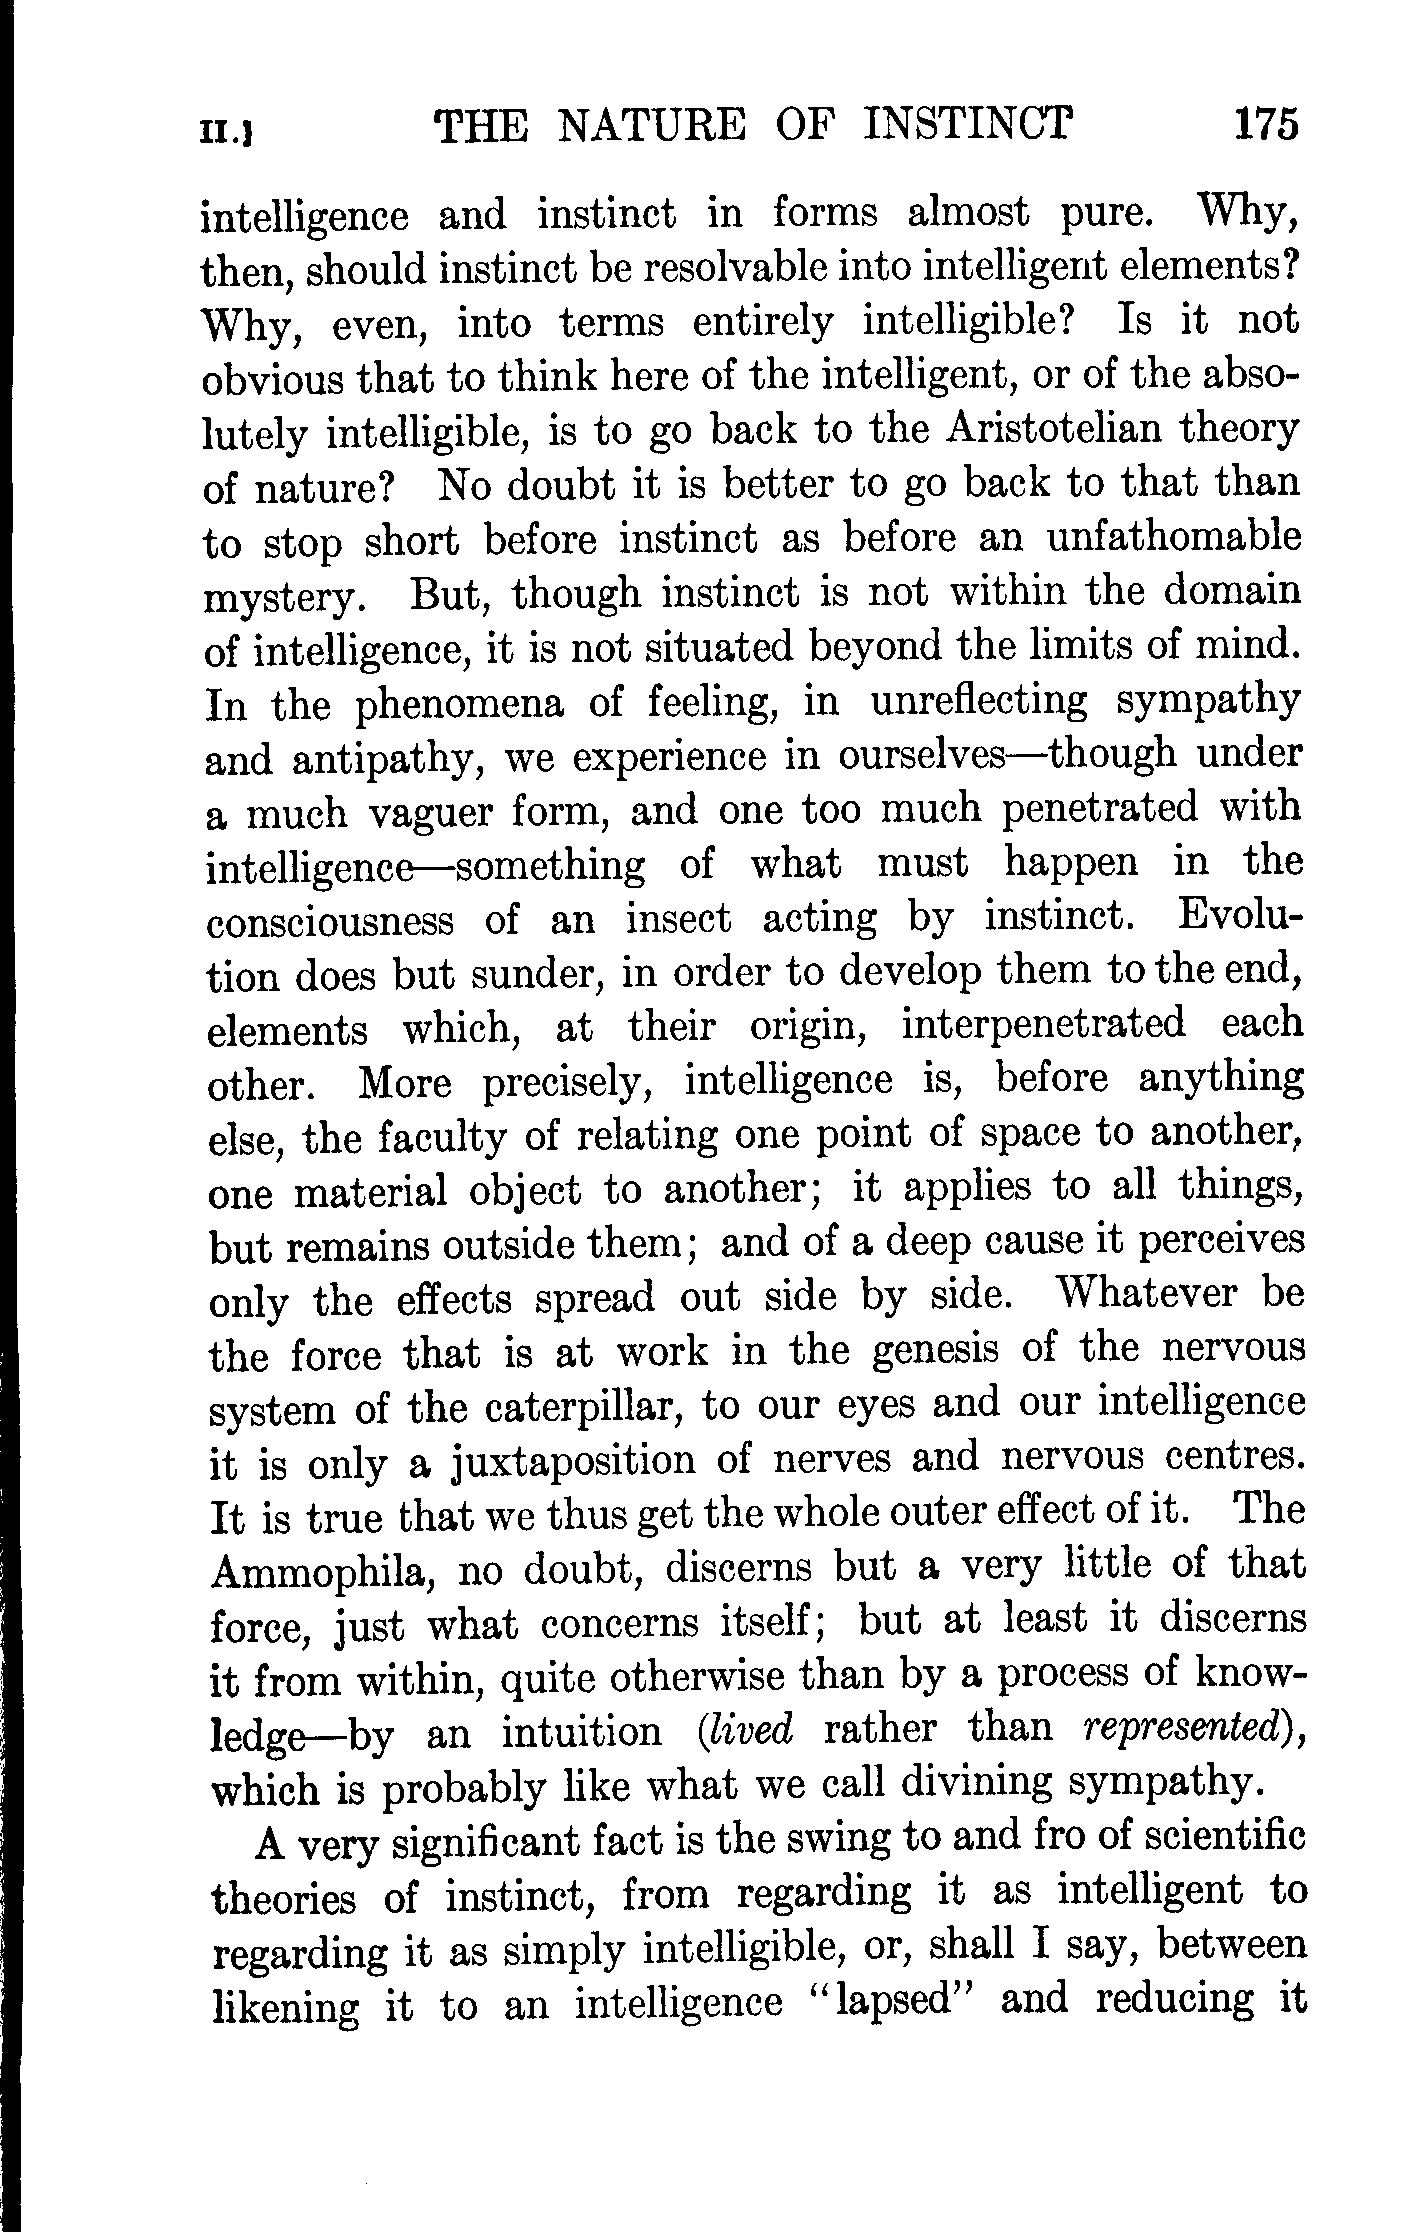 II.] THE NATURE OF INSTINCT 175
intelligence and instinct in forms almost pure. Why,
then, should instinct be resolvable into intelligent elements?
Why, even, into terms entirely intelligible? Is it not
obvious that to think here of the intelligent, or of the abso-
lutely intelligible, is to go back to the Aristotelian theory
of nature? No doubt it is better to go back to that than
to stop short before instinct as before an unfathomable
mystery. But, though instinct is not within the domain
of intelligence, it is not situated beyond the limits of mind.
In the phenomena of feeling, in unreflecting sympathy
and antipathy, we experience in ourselves—though under
a much vaguer form, and one too much penetrated with
intelligence—something of what must happen in the
consciousness of an insect acting by instinct. Evolu-
tion does but sunder, in order to develop them to the end,
elements which, at their origin, interpenetrated each
other. More precisely, intelligence is, before anything
else, the faculty of relating one point of space to another,
one material object to another; it applies to all things,
but remains outside them; and of a deep cause it perceives
only the effects spread out side by side. Whatever be
the force that is at work in the genesis of the nervous
system of the caterpillar, to our eyes and our intelligence
it is only a juxtaposition of nerves and nervous centres.
It is true that we thus get the whole outer effect of it. The
Ammophila, no doubt, discerns but a very little of that
force, just what concerns itself; but at least it discerns
it from within, quite otherwise than by a process of know-
ledge—by an intuition (lived rather than represented),
which is probably like what we call divining sympathy.
A very significant fact is the swing to and fro of scientific
theories of instinct, from regarding it as intelligent to
regarding it as simply intelligible, or, shall I say, between
likening it to an intelligence "lapsed" and reducing it